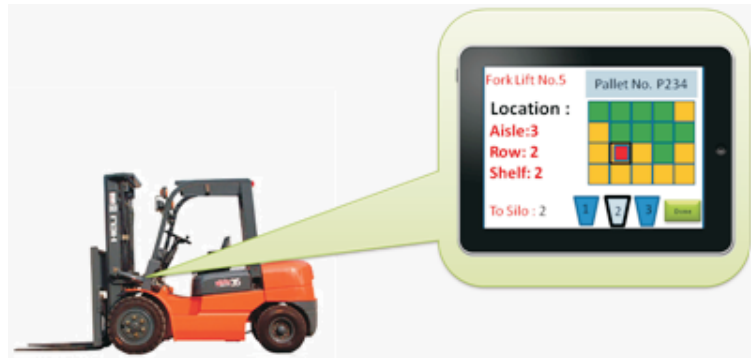 Fork Lift No.5
Pallet No. P234
Location :
Aisle:3
Row: 2
Shelf: 2
To Silo : 2
1
2
3
Done
HELI